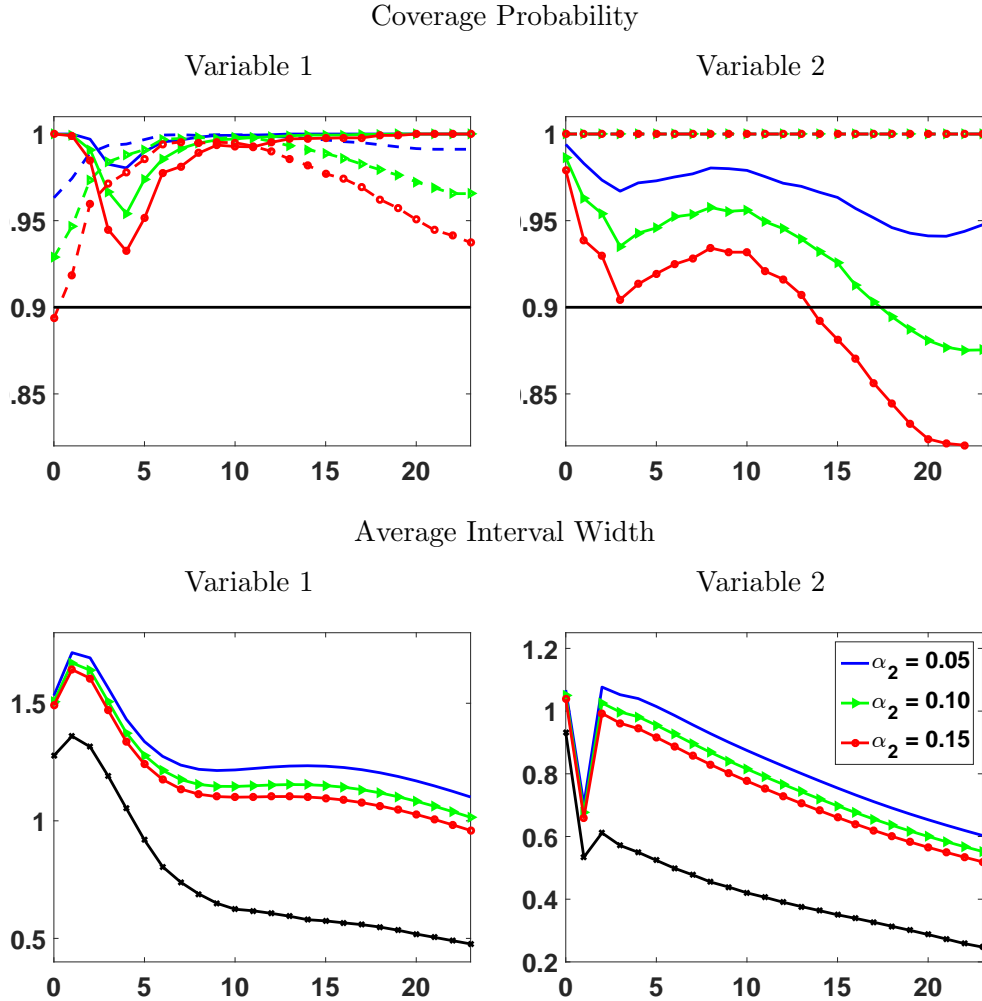 Coverage Probability
Variable 1
Variable 2
1
.95
0.9
.85
0 5 10 15 20
1
).95
0.9
).85
0 5 10 15 20
Average Interval Width
Variable 1
Variable 2
1.5
1
0.5
0 5 10 15 20
1.2
1
0.8
0.6
0.4
0.2
0 5 10 15 20
α2 = 0.05
α2 = 0.10
α2 = 0.15